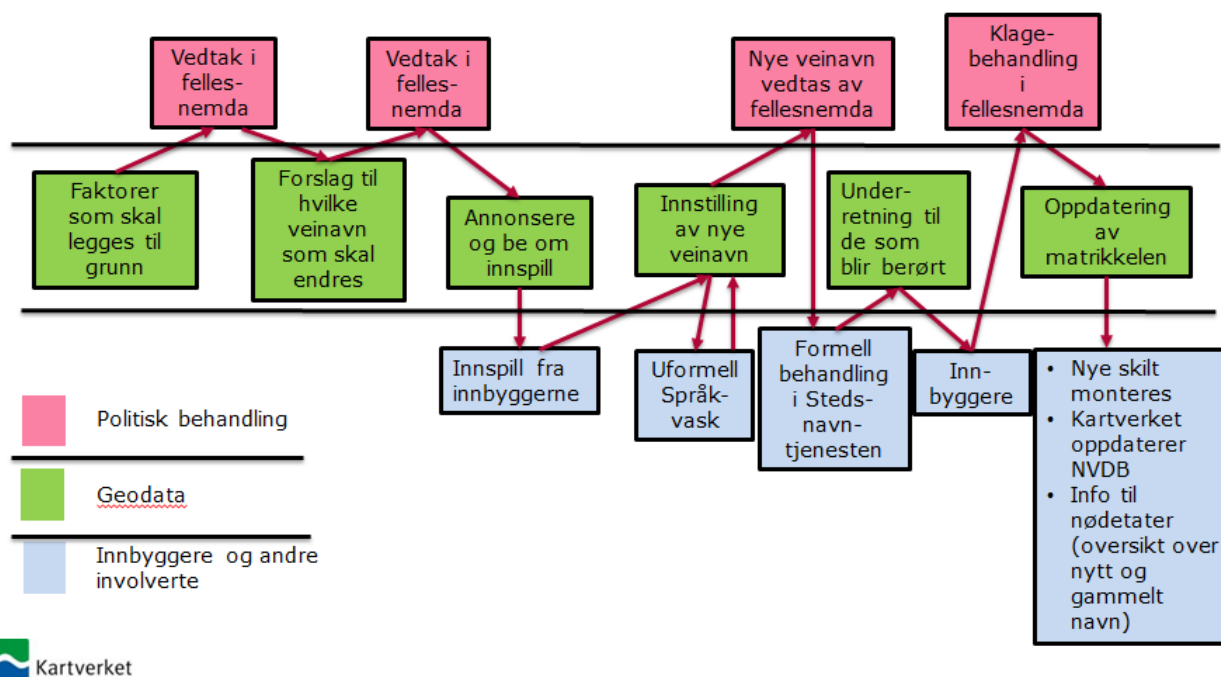 Vedtak i
felles-
nemda
Vedtak i
felles-
nemda
Nye veinavn
vedtas av
fellesnemda
Klage-
behandling
i
fellesnemda
Faktorer
som skal
legges til
grunn
Forslag til
hvilke
veinavn
som skal
endres
Annonsere
og be om
innspill
Innstilling
av nye
veinavn
Under-
retning til
de som
blir berørt
Oppdatering
av
matrikkelen
Innspill fra
innbyggerne
Uformell
Språk-
vask
Formell
behandling
i Steds-
navn-
tjenesten
Inn-
byggere
• Nye skilt
monteres
• Kartverket
oppdaterer
NVDB
• Info til
nødetater
(oversikt over
nytt og
gammelt
navn)
Politisk behandling
Geodata
Innbyggere og andre
involverte
Kartverket